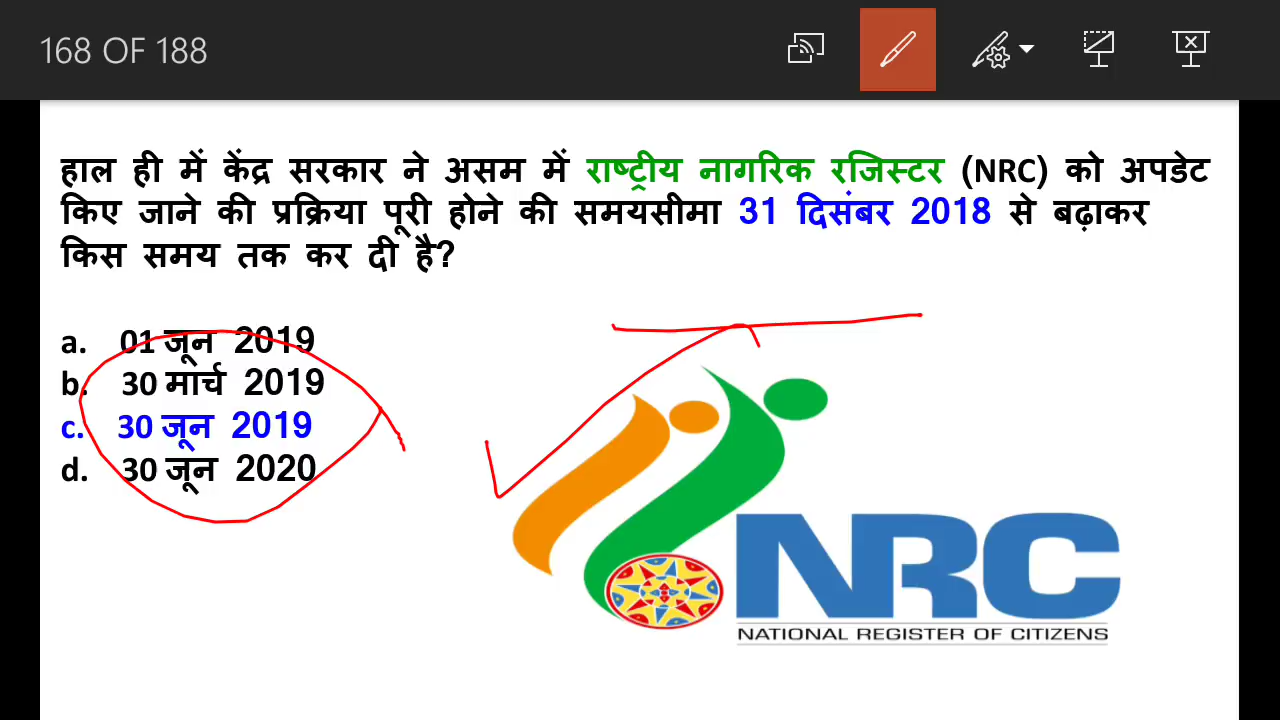 168 OF 188
हाल ही में केंद्र सरकार ने असम में राष्ट्रीय नागरिक रजिस्टर (NRC) को अपडेट
किए जाने की प्रक्रिया पूरी होने की समयसीमा 31 दिसंबर 2018 से बढ़ाकर
किस समय तक कर दी है?
a. 01 जून 2019
b. 30 मार्च 2019
c. 30 जून 2019
d. 30 जून 2020
NRC
NATIONAL REGISTER OF CITIZENS